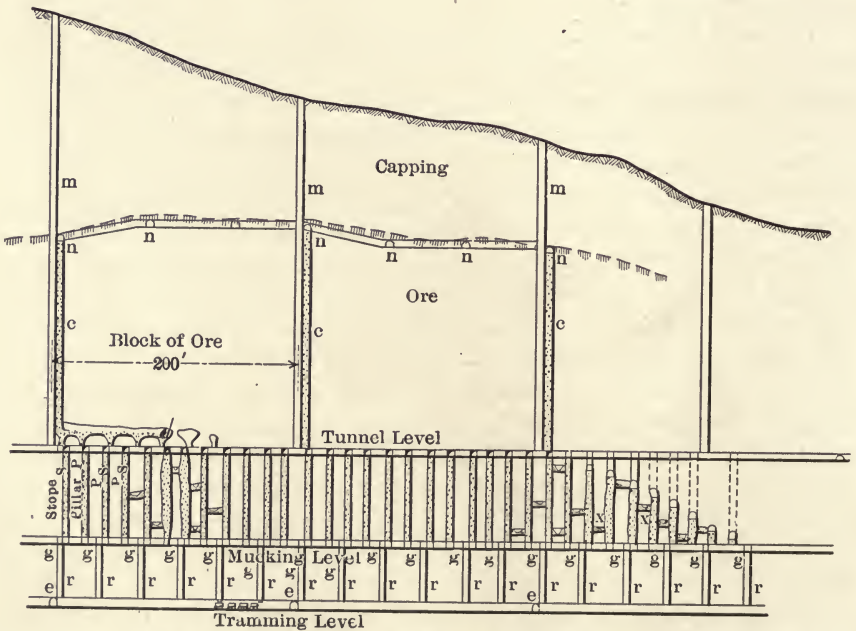 m
m
Capping
m
n
n
n
n
n
n
Ore
c
c
c
Block of Ore
200′
Tunnel Level
Stope S
Pillar P
P S
P S
x
x
Mucking Level
g g g g g g g g g g g g g g g g
r r r r r r r r r r r r
e e e
Tramming Level